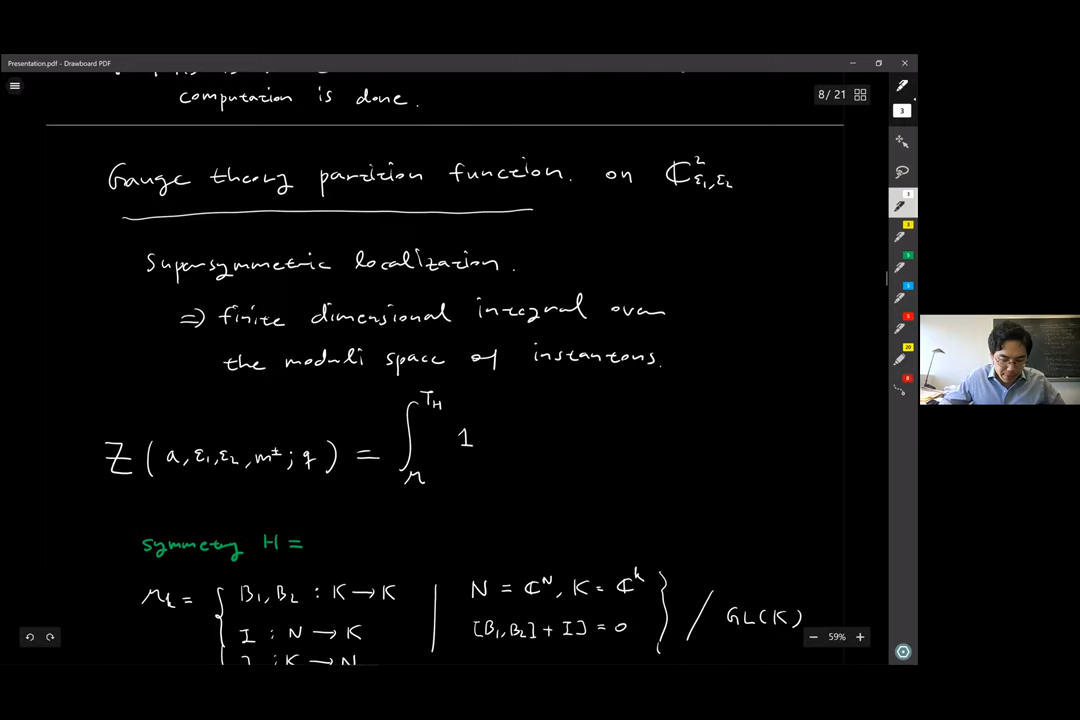 Presentation.pdf - Drawboard PDF
computation is done.
8/ 21
3
Gauge theory partition function. on ℂ²_{ε1,ε2}
Supersymmetric localization.
⇒ finite dimensional integral over
the moduli space of instantons.
Z ( a, ε1, ε2, m±; q ) = ∫_M^{T_H} 1
symmetry H =
M_k = { B1, B2 : K → K | N = ℂ^N, K = ℂ^k } / GL(K)
I : N → K [B1, B2] + IJ = 0
J : K → N
59%